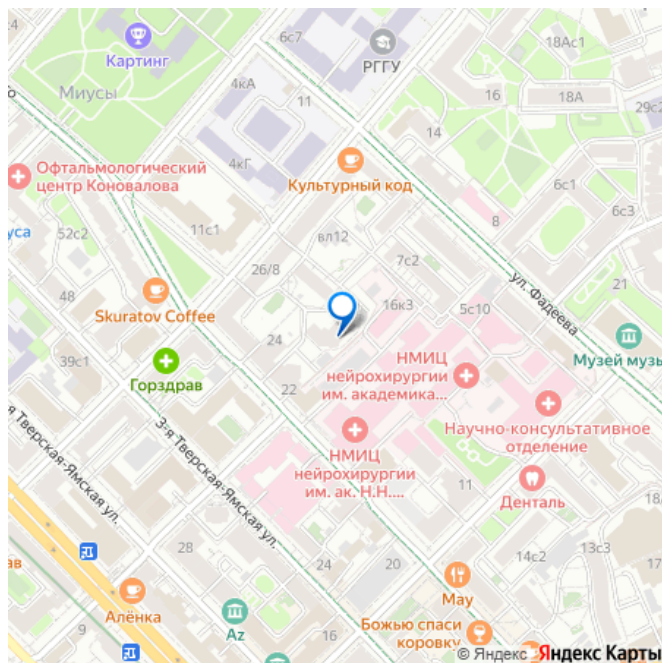 6с7
18Ас1
РГГУ
Картинг
4кА
29с2
Миусы
11
16
18А
14
4кГ
Офтальмологический
центр Коновалова
Культурный код
6с1
6с3
52с2
11с1
вл12
8
7с2
26/8
ул. Фадеева
21
48
16к3
5с10
Skuratov Coffee
24
Музей музы
39с1
НМИЦ
нейрохирургии
им. академика...
Горздрав
22
Научно-консультативное
отделение
НМИЦ
нейрохирургии
им. ак. Н.Н....
3-я Тверская-Ямская ул.
я Тверская-Ямская ул.
11
Денталь
28
14с2
13с3
24
20
Алёнка
Az
Мау
Божью спаси
коровку
9
© Яндекс Яндекс Карты